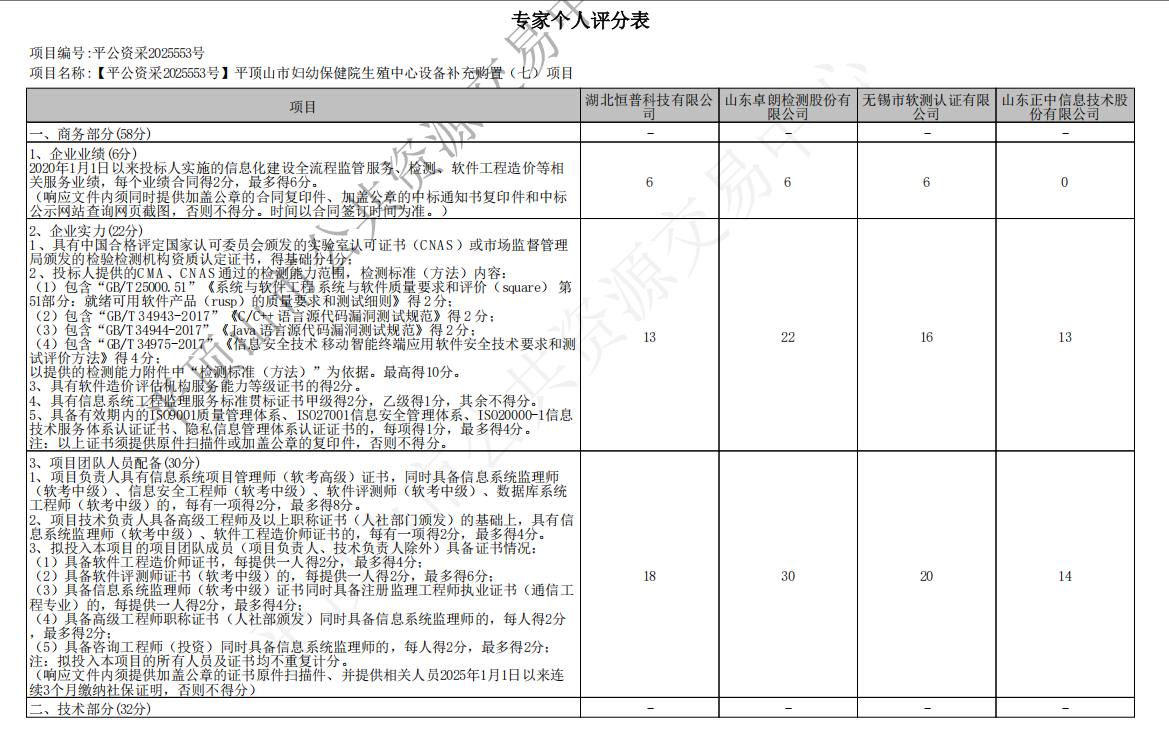 专家个人评分表
项目编号:平公资采2025553号
项目名称:【平公资采2025553号】平顶山市妇幼保健院生殖中心设备补充购置（七）项目
项目
湖北恒普科技有限公
司
山东卓朗检测股份有
限公司
无锡市软测认证有限
公司
山东正中信息技术股
份有限公司
一、商务部分(58分)
-
-
-
-
1、企业业绩(6分)
2020年1月1日以来投标人实施的信息化建设全流程监管服务、检测、软件工程造价等相
关服务业绩，每个业绩合同得2分，最多得6分。
（响应文件内须同时提供加盖公章的合同复印件、加盖公章的中标通知书复印件和中标
公示网站查询网页截图，否则不得分。时间以合同签订时间为准。）
6
6
6
0
2、企业实力(22分)
1、具有中国合格评定国家认可委员会颁发的实验室认可证书（CNAS）或市场监督管理
局颁发的检验检测机构资质认定证书，得基础分4分；
2、投标人提供的CMA、CNAS通过的检测能力范围，检测标准（方法）内容：
（1）包含“GB/T 25000.51”《系统与软件工程 系统与软件质量要求和评价（square） 第
51部分：就绪可用软件产品（rusp）的质量要求和测试细则》得 2 分；
（2）包含“GB/T 34943-2017”《C/C++ 语言源代码漏洞测试规范》得 2 分；
（3）包含“GB/T 34944-2017”《Java 语言源代码漏洞测试规范》得 2 分；
（4）包含“GB/T 34975-2017”《信息安全技术 移动智能终端应用软件安全技术要求和测
试评价方法》得 4 分；
以提供的检测能力附件中“检测标准（方法）”为依据。最高得10分。
3、具有软件造价评估机构服务能力等级证书的得2分。
4、具有信息系统工程监理服务标准贯标证书甲级得2分，乙级得1分，其余不得分。
5、具备有效期内的ISO9001质量管理体系、ISO27001信息安全管理体系、ISO20000-1信息
技术服务体系认证证书、隐私信息管理体系认证证书的，每项得1分，最多得4分。
注：以上证书须提供原件扫描件或加盖公章的复印件，否则不得分。
13
22
16
13
3、项目团队人员配备(30分)
1、项目负责人具有信息系统项目管理师（软考高级）证书，同时具备信息系统监理师
（软考中级）、信息安全工程师（软考中级）、软件评测师（软考中级）、数据库系统
工程师（软考中级）的，每有一项得2分，最多得8分。
2、项目技术负责人具备高级工程师及以上职称证书（人社部门颁发）的基础上，具有信
息系统监理师（软考中级）、软件工程造价师证书的，每有一项得2分，最多得4分。
3、拟投入本项目的项目团队成员（项目负责人、技术负责人除外）具备证书情况：
（1）具备软件工程造价师证书，每提供一人得2分，最多得4分；
（2）具备软件评测师证书（软考中级）的，每提供一人得2分，最多得6分；
（3）具备信息系统监理师（软考中级）证书同时具备注册监理工程师执业证书（通信工
程专业）的，每提供一人得2分，最多得4分；
（4）具备高级工程师职称证书（人社部颁发）同时具备信息系统监理师的，每人得2分
，最多得2分；
（5）具备咨询工程师（投资）同时具备信息系统监理师的，每人得2分，最多得2分；
注：拟投入本项目的所有人员及证书均不重复计分。
（响应文件内须提供加盖公章的证书原件扫描件、并提供相关人员2025年1月1日以来连
续3个月缴纳社保证明，否则不得分）
18
30
20
14
二、技术部分(32分)
-
-
-
-